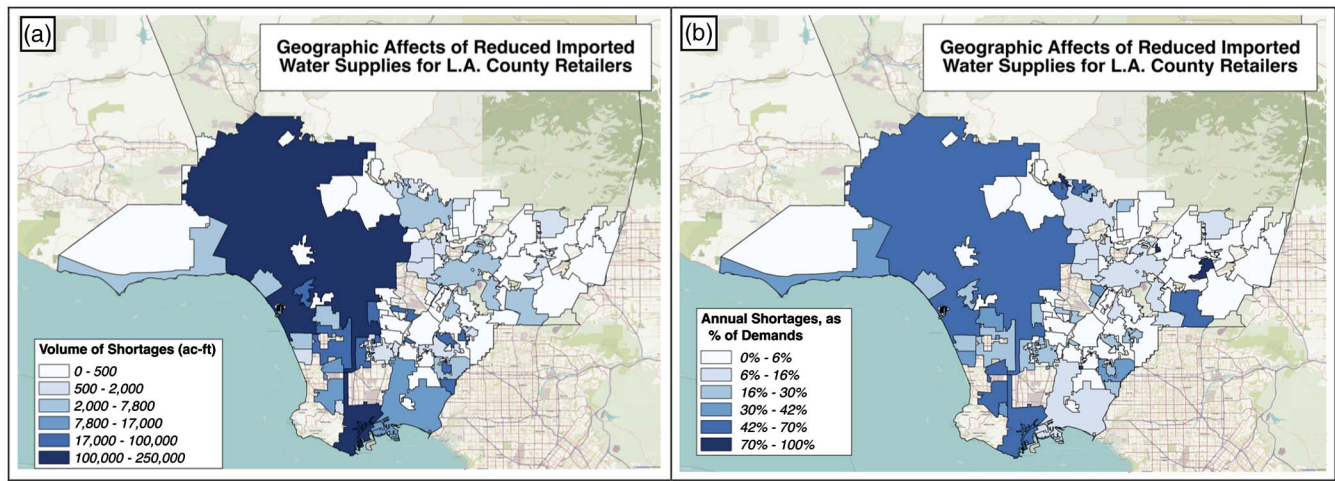 (a)
Geographic Affects of Reduced Imported
Water Supplies for L.A. County Retailers
Volume of Shortages (ac-ft)
0 - 500
500 - 2,000
2,000 - 7,800
7,800 - 17,000
17,000 - 100,000
100,000 - 250,000
(b)
Geographic Affects of Reduced Imported
Water Supplies for L.A. County Retailers
Annual Shortages, as
% of Demands
0% - 6%
6% - 16%
16% - 30%
30% - 42%
42% - 70%
70% - 100%